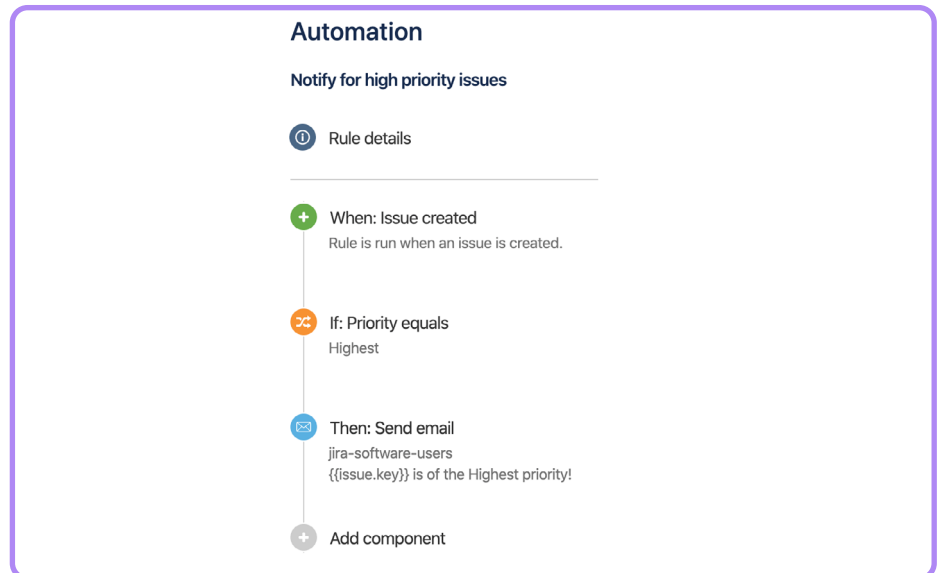 Automation
Notify for high priority issues
Rule details
When: Issue created
Rule is run when an issue is created.
If: Priority equals
Highest
Then: Send email
jira-software-users
{{issue.key}} is of the Highest priority!
Add component